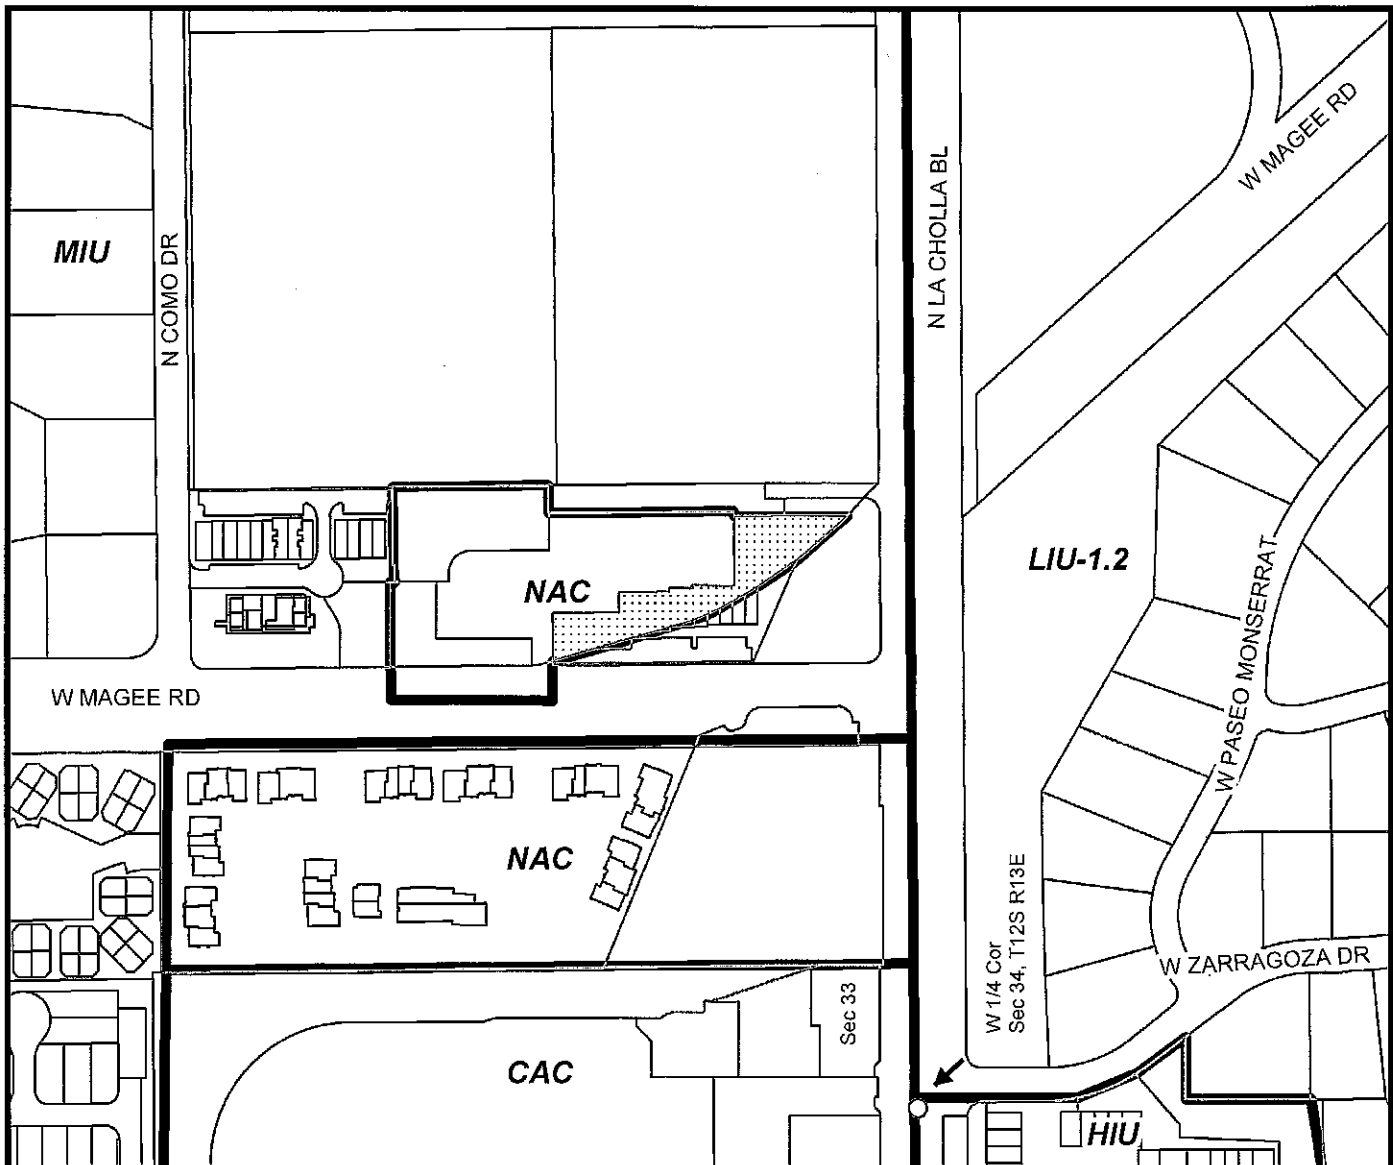 W MAGEE RD
N LA CHOLLA BL
MIU
N COMO DR
LIU-1.2
NAC
W PASEO MONSERRAT
W MAGEE RD
NAC
W 1/4 Cor
Sec 34, T12S R13E
W ZARRAGOZA DR
Sec 33
CAC
HIU